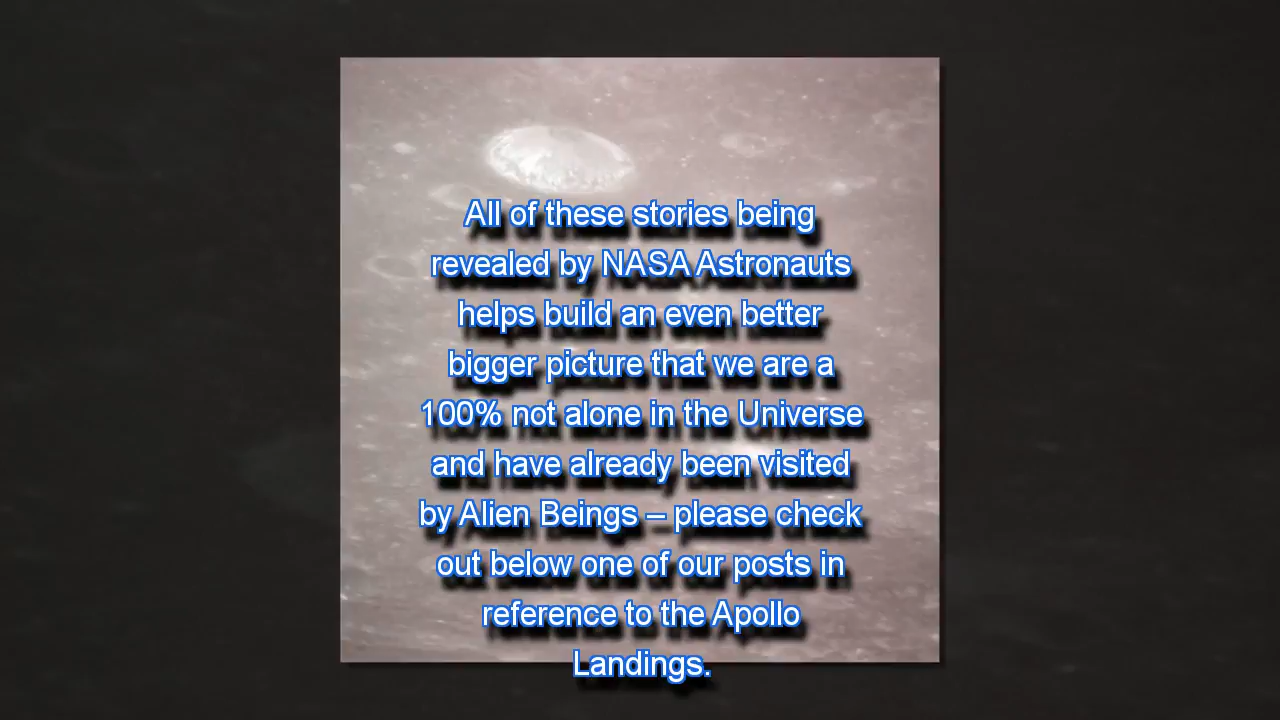 All of these stories being
revealed by NASA Astronauts
helps build an even better
bigger picture that we are a
100% not alone in the Universe
and have already been visited
by Alien Beings – please check
out below one of our posts in
reference to the Apollo
Landings.